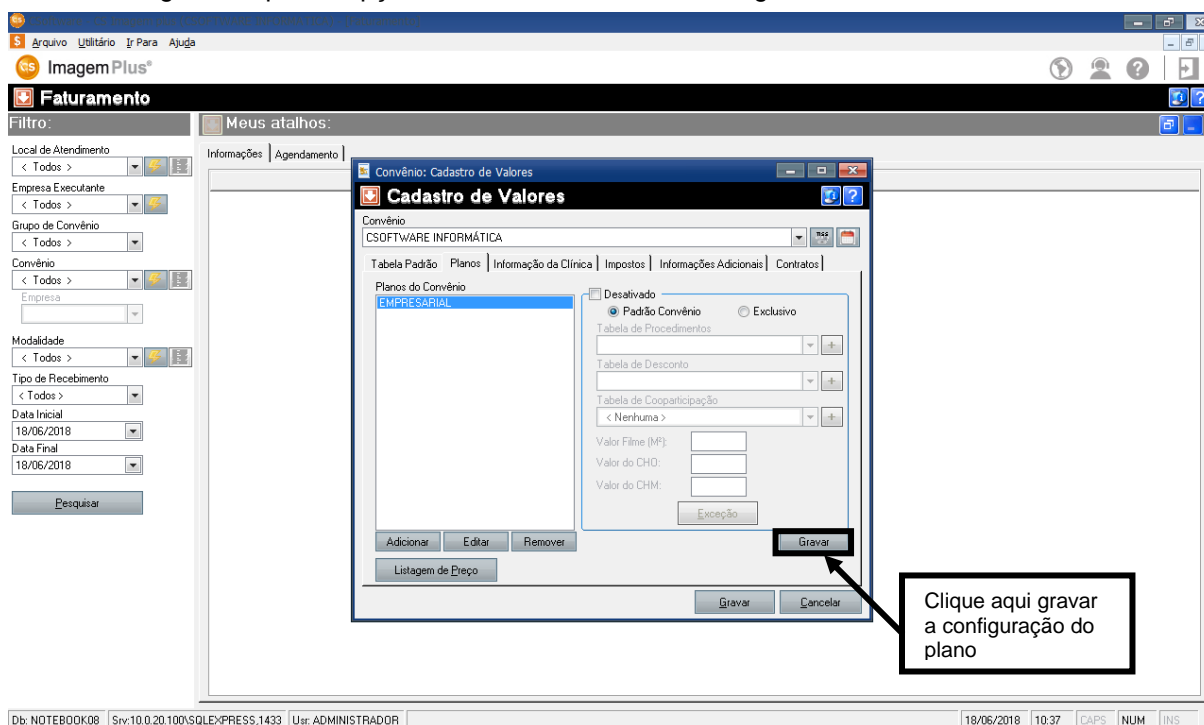 Arquivo Utilitário Ir Para Ajuda
ImagemPlus®
Faturamento
Filtro:
Meus atalhos:
Local de Atendimento
< Todos >
Empresa Executante
< Todos >
Grupo de Convênio
< Todos >
Convênio
< Todos >
Empresa
Modalidade
< Todos >
Tipo de Recebimento
< Todos >
Data Inicial
18/06/2018
Data Final
18/06/2018
Pesquisar
Informações Agendamento
Convênio: Cadastro de Valores
Cadastro de Valores
Convênio
CSOFTWARE INFORMÁTICA
Tabela Padrão Planos Informação da Clínica Impostos Informações Adicionais Contratos
Planos do Convênio
EMPRESARIAL
Desativado
Padrão Convênio Exclusivo
Tabela de Procedimentos
Tabela de Desconto
Tabela de Cooparticipação
< Nenhuma >
Valor Filme (M²):
Valor do CHO:
Valor do CHM:
Exceção
Adicionar Editar Remover
Gravar
Listagem de Preço
Gravar Cancelar
Clique aqui gravar
a configuração do
plano
Db: NOTEBOOK08 Srv:10.0.20.100\SQLEXPRESS,1433 Usr: ADMINISTRADOR 18/06/2018 10:37 CAPS NUM INS